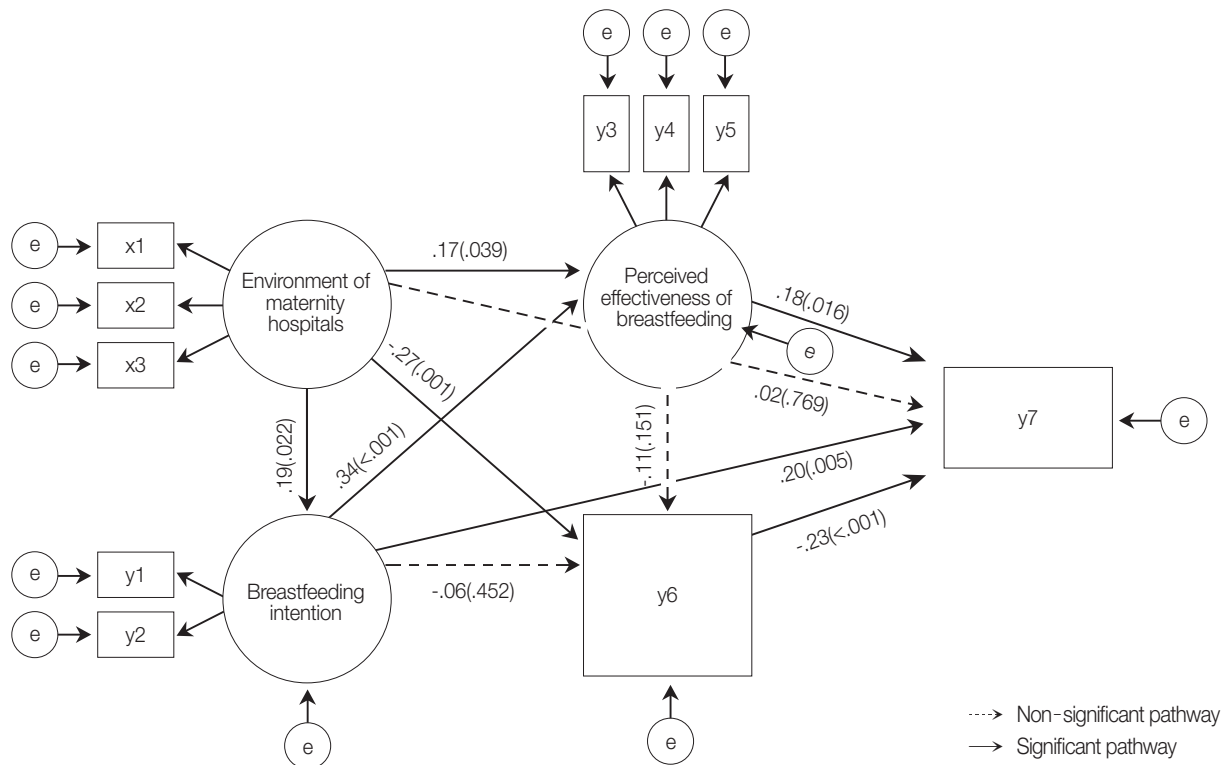 e
e
e
y3
y4
y5
e
x1
e
x2
e
x3
Environment of
maternity
hospitals
.17(.039)
Perceived
effectiveness of
breastfeeding
.18(.016)
e
.02(.769)
-.27(.001)
.19(.022)
.34(<.001)
-.11(.151)
.20(.005)
y7
e
-.23(<.001)
e
y1
e
y2
Breastfeeding
intention
-.06(.452)
y6
e
e
Non-significant pathway
Significant pathway